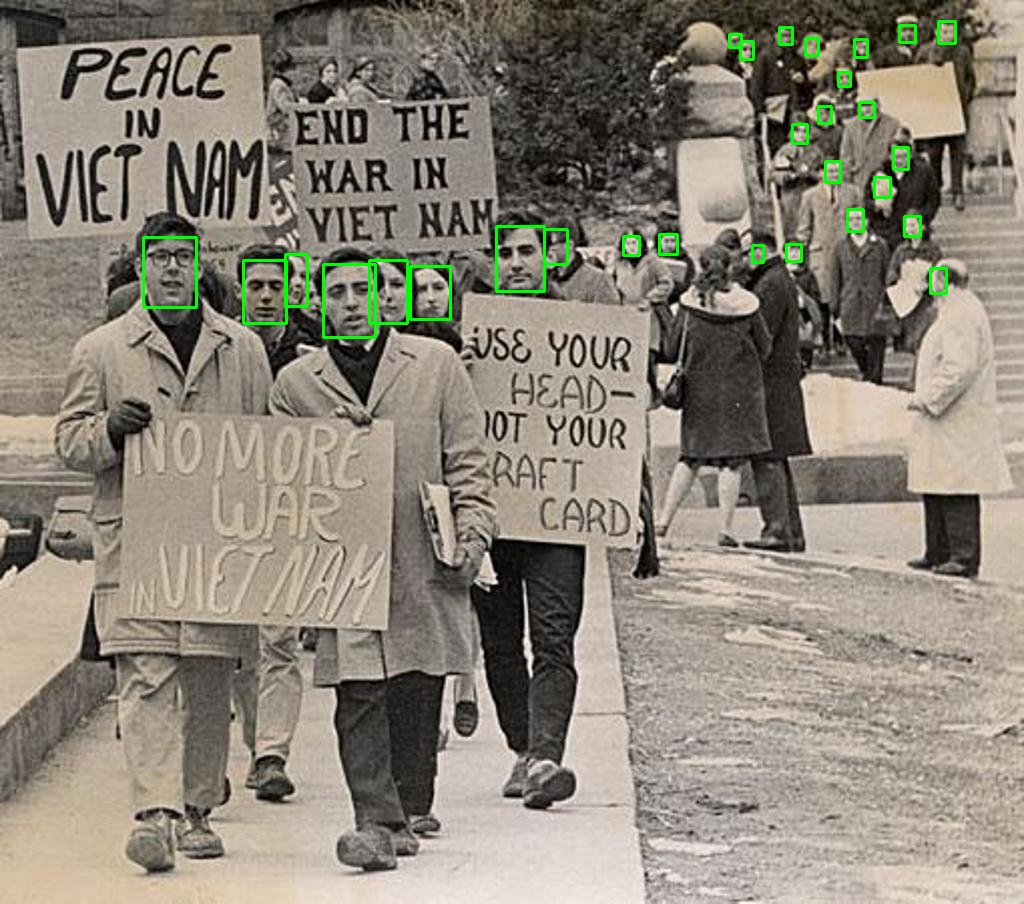 PEACE
IN
VIET NAM
END THE
WAR IN
VIET NAM
USE YOUR
HEAD—
NOT YOUR
DRAFT
CARD
NO MORE
WAR
IN VIET NAM